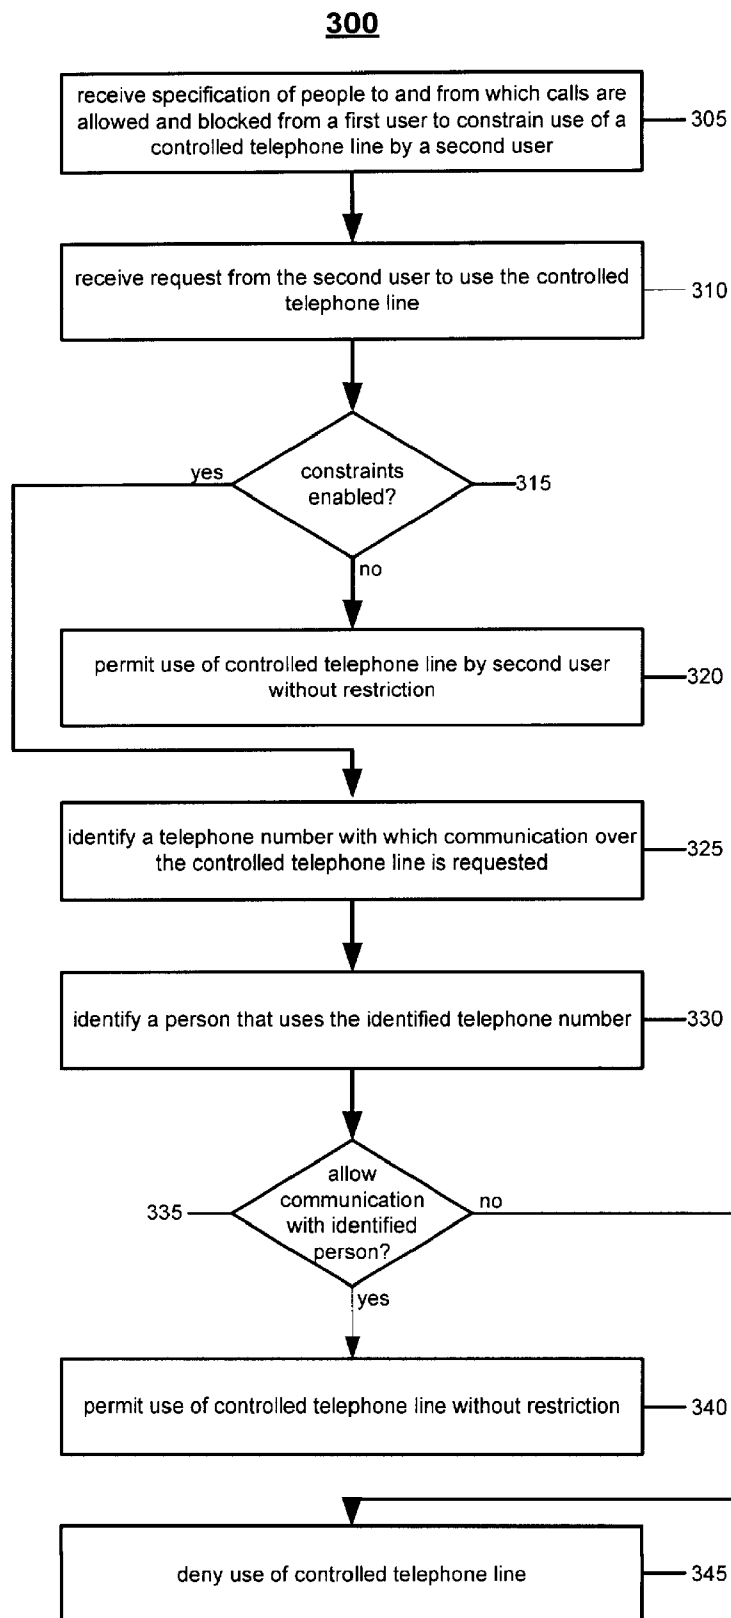 300
receive specification of people to and from which calls are
allowed and blocked from a first user to constrain use of a
controlled telephone line by a second user
305
receive request from the second user to use the controlled
telephone line
310
yes
constraints
enabled?
315
no
permit use of controlled telephone line by second user
without restriction
320
identify a telephone number with which communication over
the controlled telephone line is requested
325
identify a person that uses the identified telephone number
330
335
allow
communication
with identified
person?
no
yes
permit use of controlled telephone line without restriction
340
deny use of controlled telephone line
345